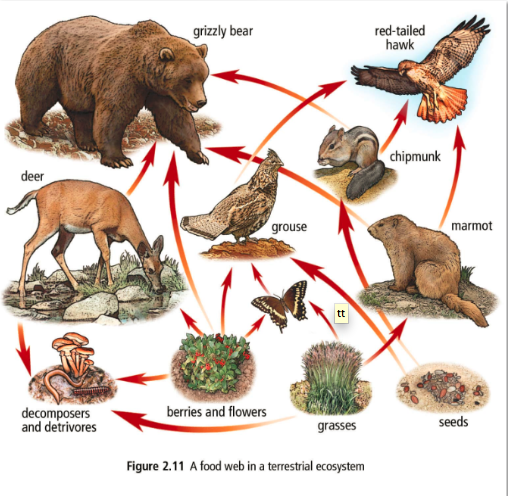 grizzly bear
red-tailed
hawk
chipmunk
deer
grouse
marmot
tt
decomposers
and detrivores
berries and flowers
grasses
seeds
Figure 2.11 A food web in a terrestrial ecosystem